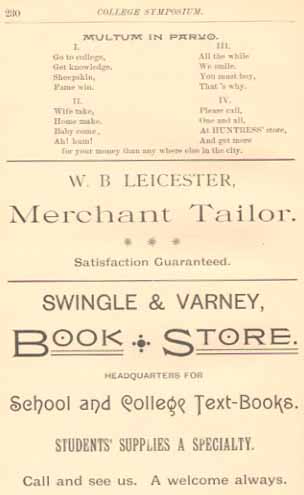 230 COLLEGE SYMPOSIUM.
MULTUM IN PARVO.
I.
Go to college,
Get knowledge,
Sheepskin,
Fame win.
II.
Wife take,
Home make.
Baby come,
Ah! hum!
III.
All the while
We smile.
You must buy,
That's why.
IV.
Please call,
One and all,
At HUNTRESS' store,
And get more
for your money than any where else in the city.
W. B LEICESTER,
Merchant Tailor.
Satisfaction Guaranteed.
SWINGLE & VARNEY,
BOOK STORE.
HEADQUARTERS FOR
School and College Text-Books.
STUDENTS' SUPPLIES A SPECIALTY.
Call and see us. A welcome always.